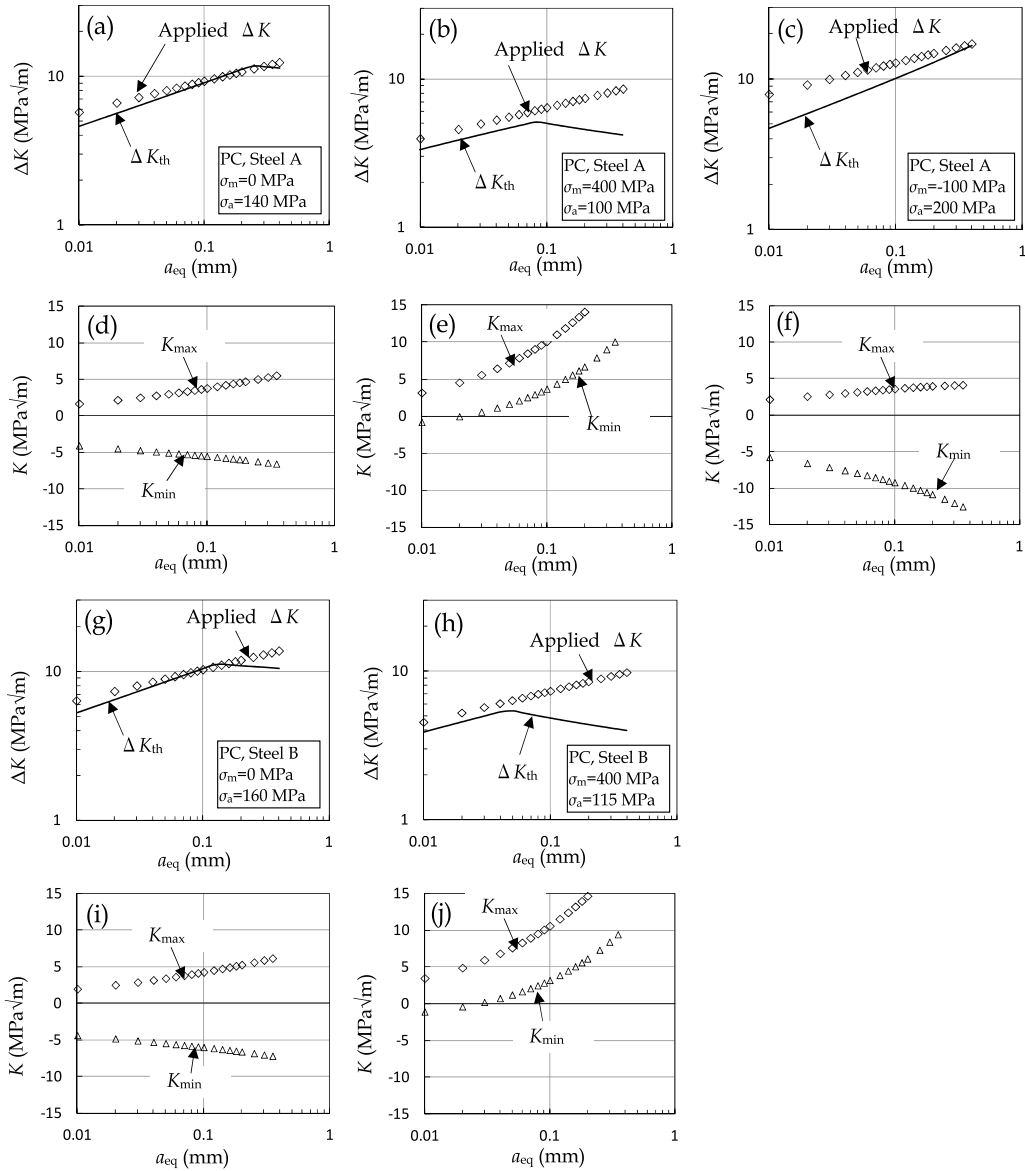 (a)
Applied ΔK
10
ΔK (MPa√m)
ΔKth
PC, Steel A
σm=0 MPa
σa=140 MPa
1
0.01
0.1
1
aeq (mm)
(b)
Applied ΔK
10
ΔK (MPa√m)
ΔKth
PC, Steel A
σm=400 MPa
σa=100 MPa
1
0.01
0.1
1
aeq (mm)
(c)
Applied ΔK
10
ΔK (MPa√m)
ΔKth
PC, Steel A
σm=-100 MPa
σa=200 MPa
1
0.01
0.1
1
aeq (mm)
(d)
15
10
5
0
-5
-10
-15
K (MPa√m)
Kmax
Kmin
0.01
0.1
1
aeq (mm)
(e)
15
10
5
0
-5
-10
-15
K (MPa√m)
Kmax
Kmin
0.01
0.1
1
aeq (mm)
(f)
15
10
5
0
-5
-10
-15
K (MPa√m)
Kmax
Kmin
0.01
0.1
1
aeq (mm)
(g)
Applied ΔK
10
ΔK (MPa√m)
ΔKth
PC, Steel B
σm=0 MPa
σa=160 MPa
1
0.01
0.1
1
aeq (mm)
(h)
Applied ΔK
10
ΔK (MPa√m)
ΔKth
PC, Steel B
σm=400 MPa
σa=115 MPa
1
0.01
0.1
1
aeq (mm)
(i)
15
10
5
0
-5
-10
-15
K (MPa√m)
Kmax
Kmin
0.01
0.1
1
aeq (mm)
(j)
15
10
5
0
-5
-10
-15
K (MPa√m)
Kmax
Kmin
0.01
0.1
1
aeq (mm)